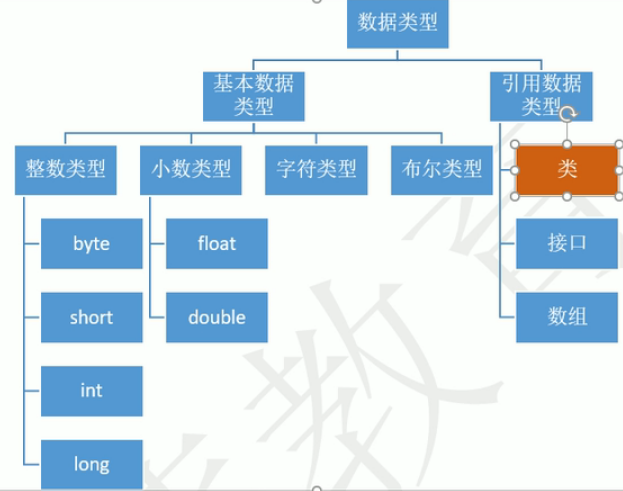 数据类型
基本数据
类型
引用数据
类型
整数类型
小数类型
字符类型
布尔类型
类
byte
float
接口
short
double
数组
int
long